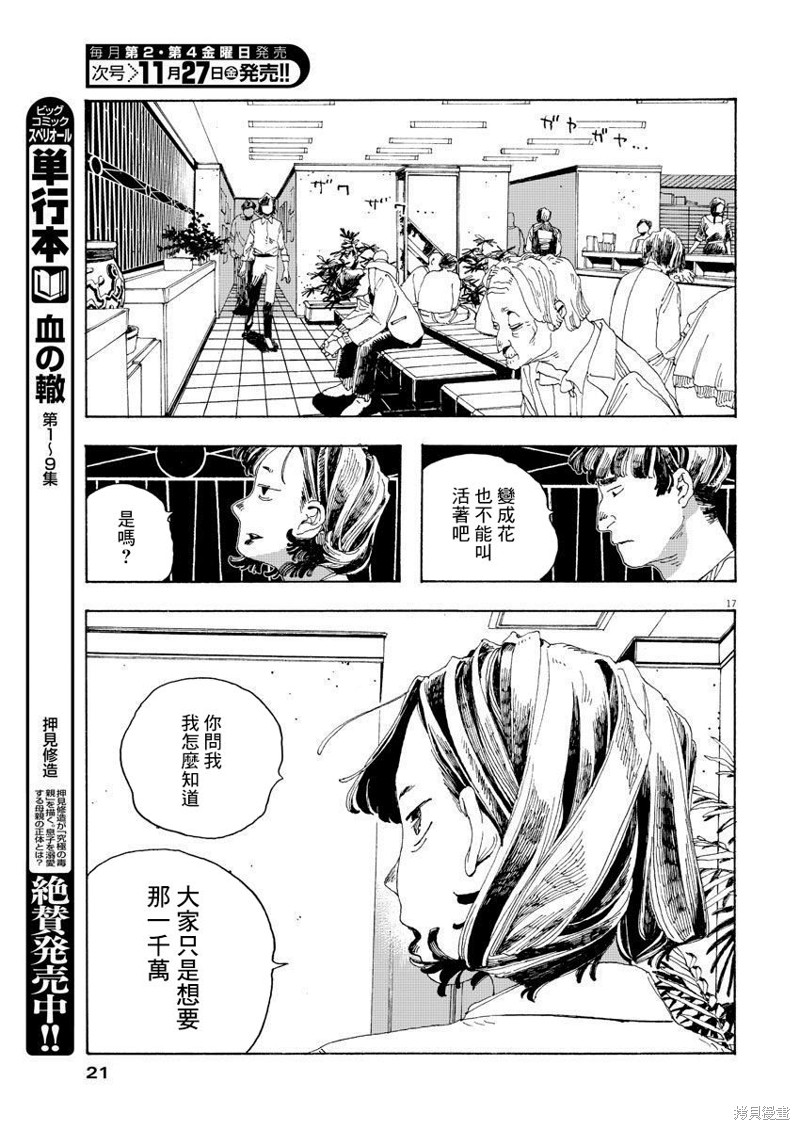 毎月第2・第4金曜日発売
次号>11月27日㊎発売!!
ビッグ
コミック
スペリオール
単行本
血の轍
第1～9集
押見修造
押見修造が「究極の毒
親」を描く。息子を溺愛
する母親の正体とは?
絶賛発売中!!
ガヤ
ガヤ…
ガク
變成花
也不能叫
活著吧
是嗎?
17
你問我
我怎麼知道
大家只是想要
那一千萬
21
拷貝漫畫